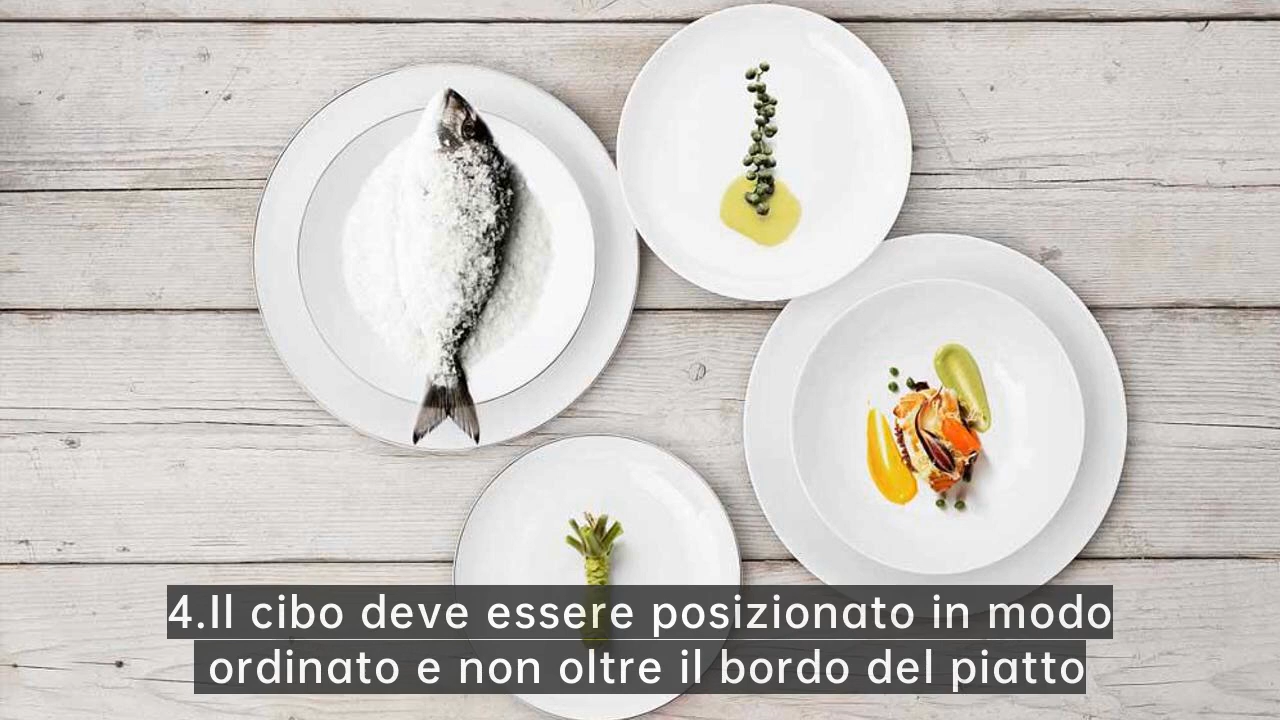 4.Il cibo deve essere posizionato in modo
ordinato e non oltre il bordo del piatto